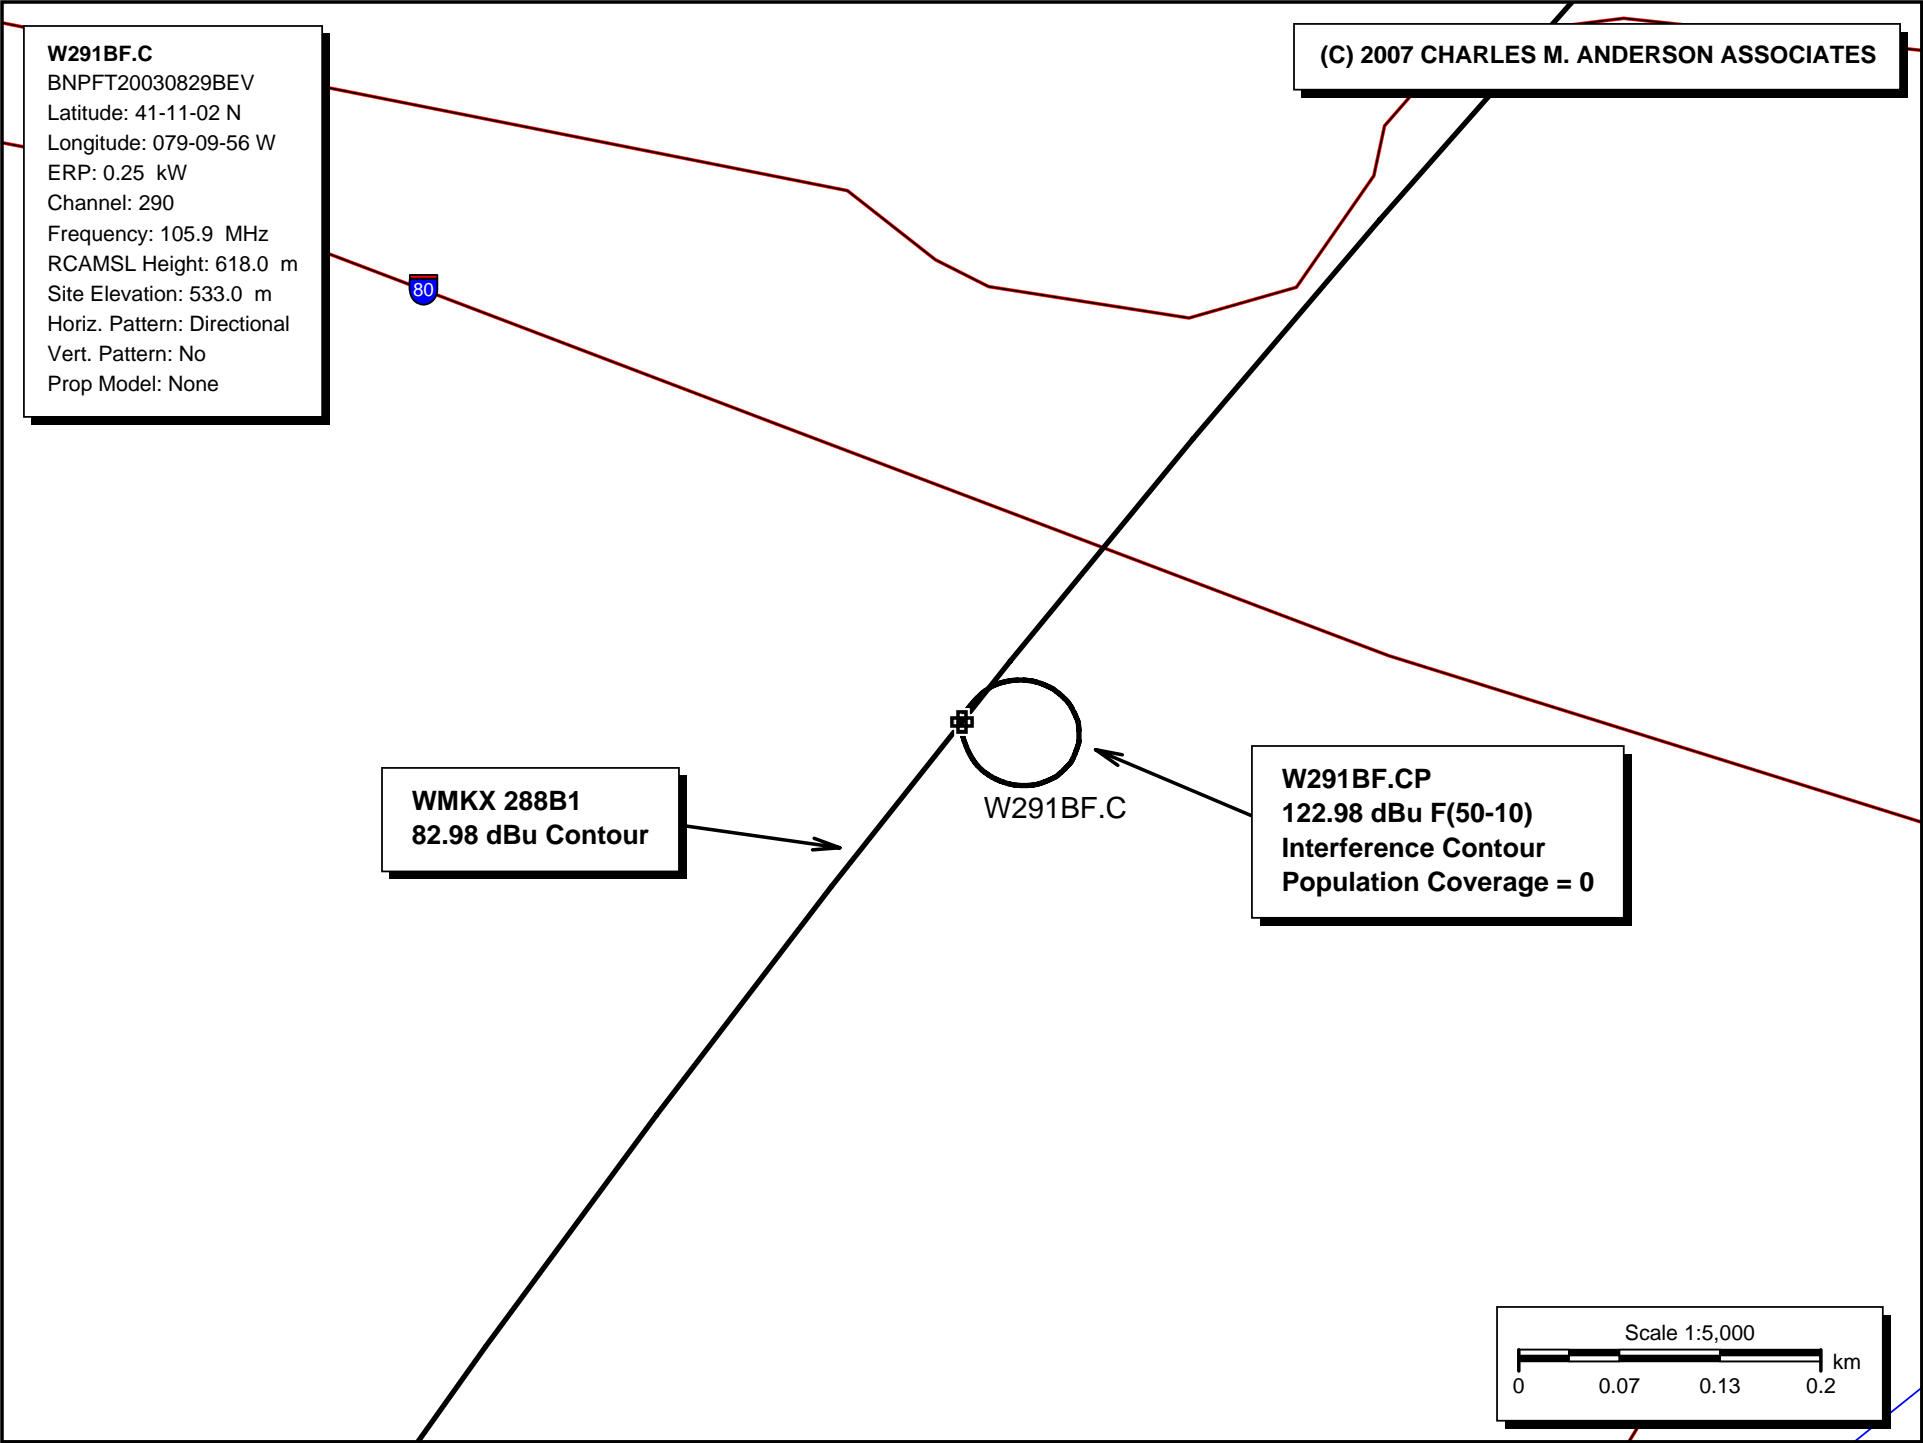 W291BF.C
BNPFT20030829BEV
Latitude: 41-11-02 N
Longitude: 079-09-56 W
ERP: 0.25 kW
Channel: 290
Frequency: 105.9 MHz
RCAMSL Height: 618.0 m
Site Elevation: 533.0 m
Horiz. Pattern: Directional
Vert. Pattern: No
Prop Model: None
(C) 2007 CHARLES M. ANDERSON ASSOCIATES
80
WMKX 288B1
82.98 dBu Contour
W291BF.C
W291BF.CP
122.98 dBu F(50-10)
Interference Contour
Population Coverage = 0
Scale 1:5,000
km
0 0.07 0.13 0.2